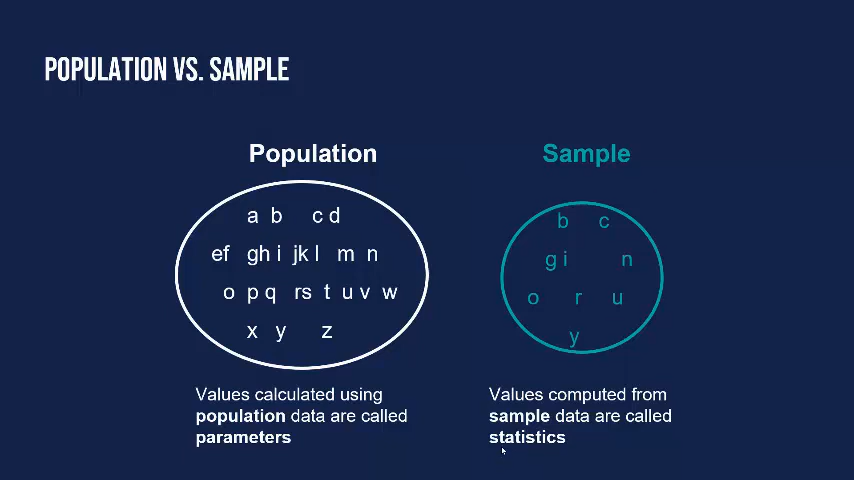 POPULATION VS. SAMPLE
Population
a b c d
ef gh i jk l m n
o p q rs t u v w
x y z
Values calculated using
population data are called
parameters
Sample
b c
g i n
o r u
y
Values computed from
sample data are called
statistics